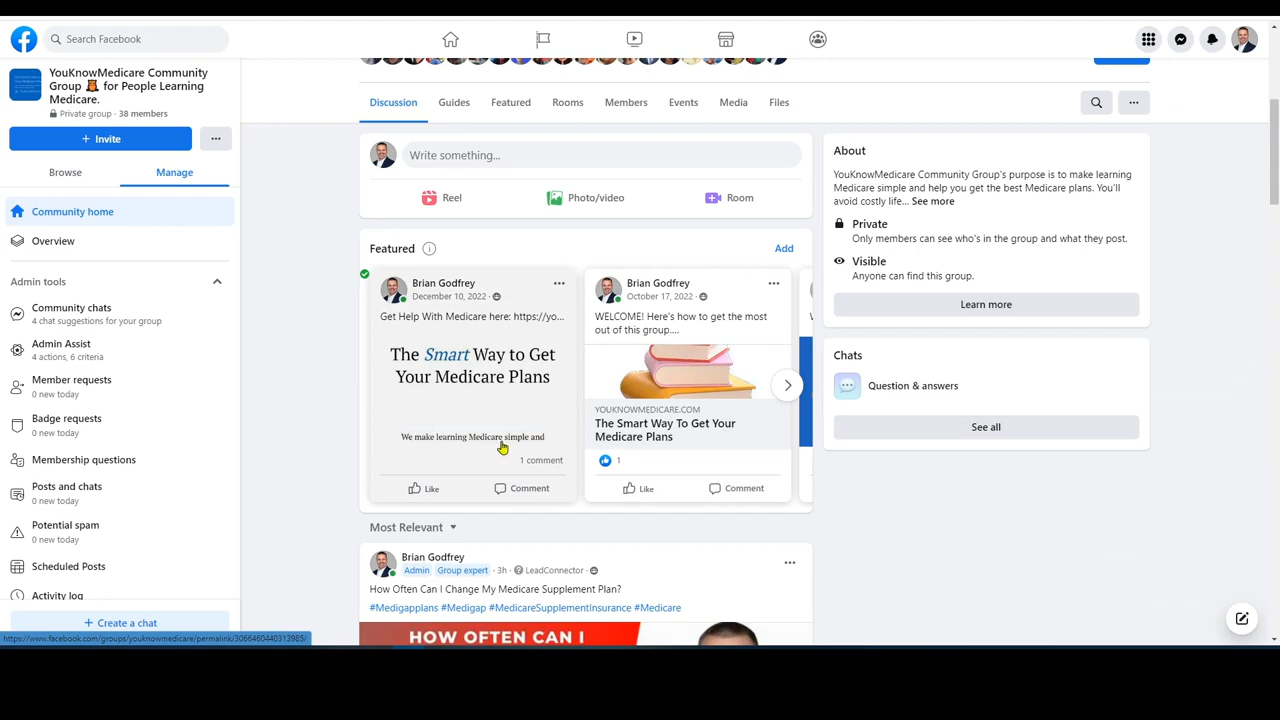 Search Facebook
YouKnowMedicare Community
Group 🦉 for People Learning
Medicare.
Private group · 38 members
+ Invite
Browse
Manage
Community home
Overview
Admin tools
Community chats
4 chat suggestions for your group
Admin Assist
4 actions, 6 criteria
Member requests
0 new today
Badge requests
0 new today
Membership questions
Posts and chats
0 new today
Potential spam
0 new today
Scheduled Posts
Activity log
+ Create a chat
https://www.facebook.com/groups/youknowmedicare/permalink/3066460440313985/
Discussion
Guides
Featured
Rooms
Members
Events
Media
Files
Write something...
Reel
Photo/video
Room
Featured
Add
Brian Godfrey
December 10, 2022 ·
Get Help With Medicare here: https://yo...
The Smart Way to Get
Your Medicare Plans
We make learning Medicare simple and
1 comment
Like
Comment
Brian Godfrey
October 17, 2022 ·
WELCOME! Here's how to get the most
out of this group....
YOUKNOWMEDICARE.COM
The Smart Way To Get Your
Medicare Plans
1
Like
Comment
Most Relevant
Brian Godfrey
Admin Group expert · 3h · LeadConnector ·
How Often Can I Change My Medicare Supplement Plan?
#Medigapplans #Medigap #MedicareSupplementInsurance #Medicare
HOW OFTEN CAN I
About
YouKnowMedicare Community Group's purpose is to make learning
Medicare simple and help you get the best Medicare plans. You'll
avoid costly life... See more
Private
Only members can see who's in the group and what they post.
Visible
Anyone can find this group.
Learn more
Chats
Question & answers
See all